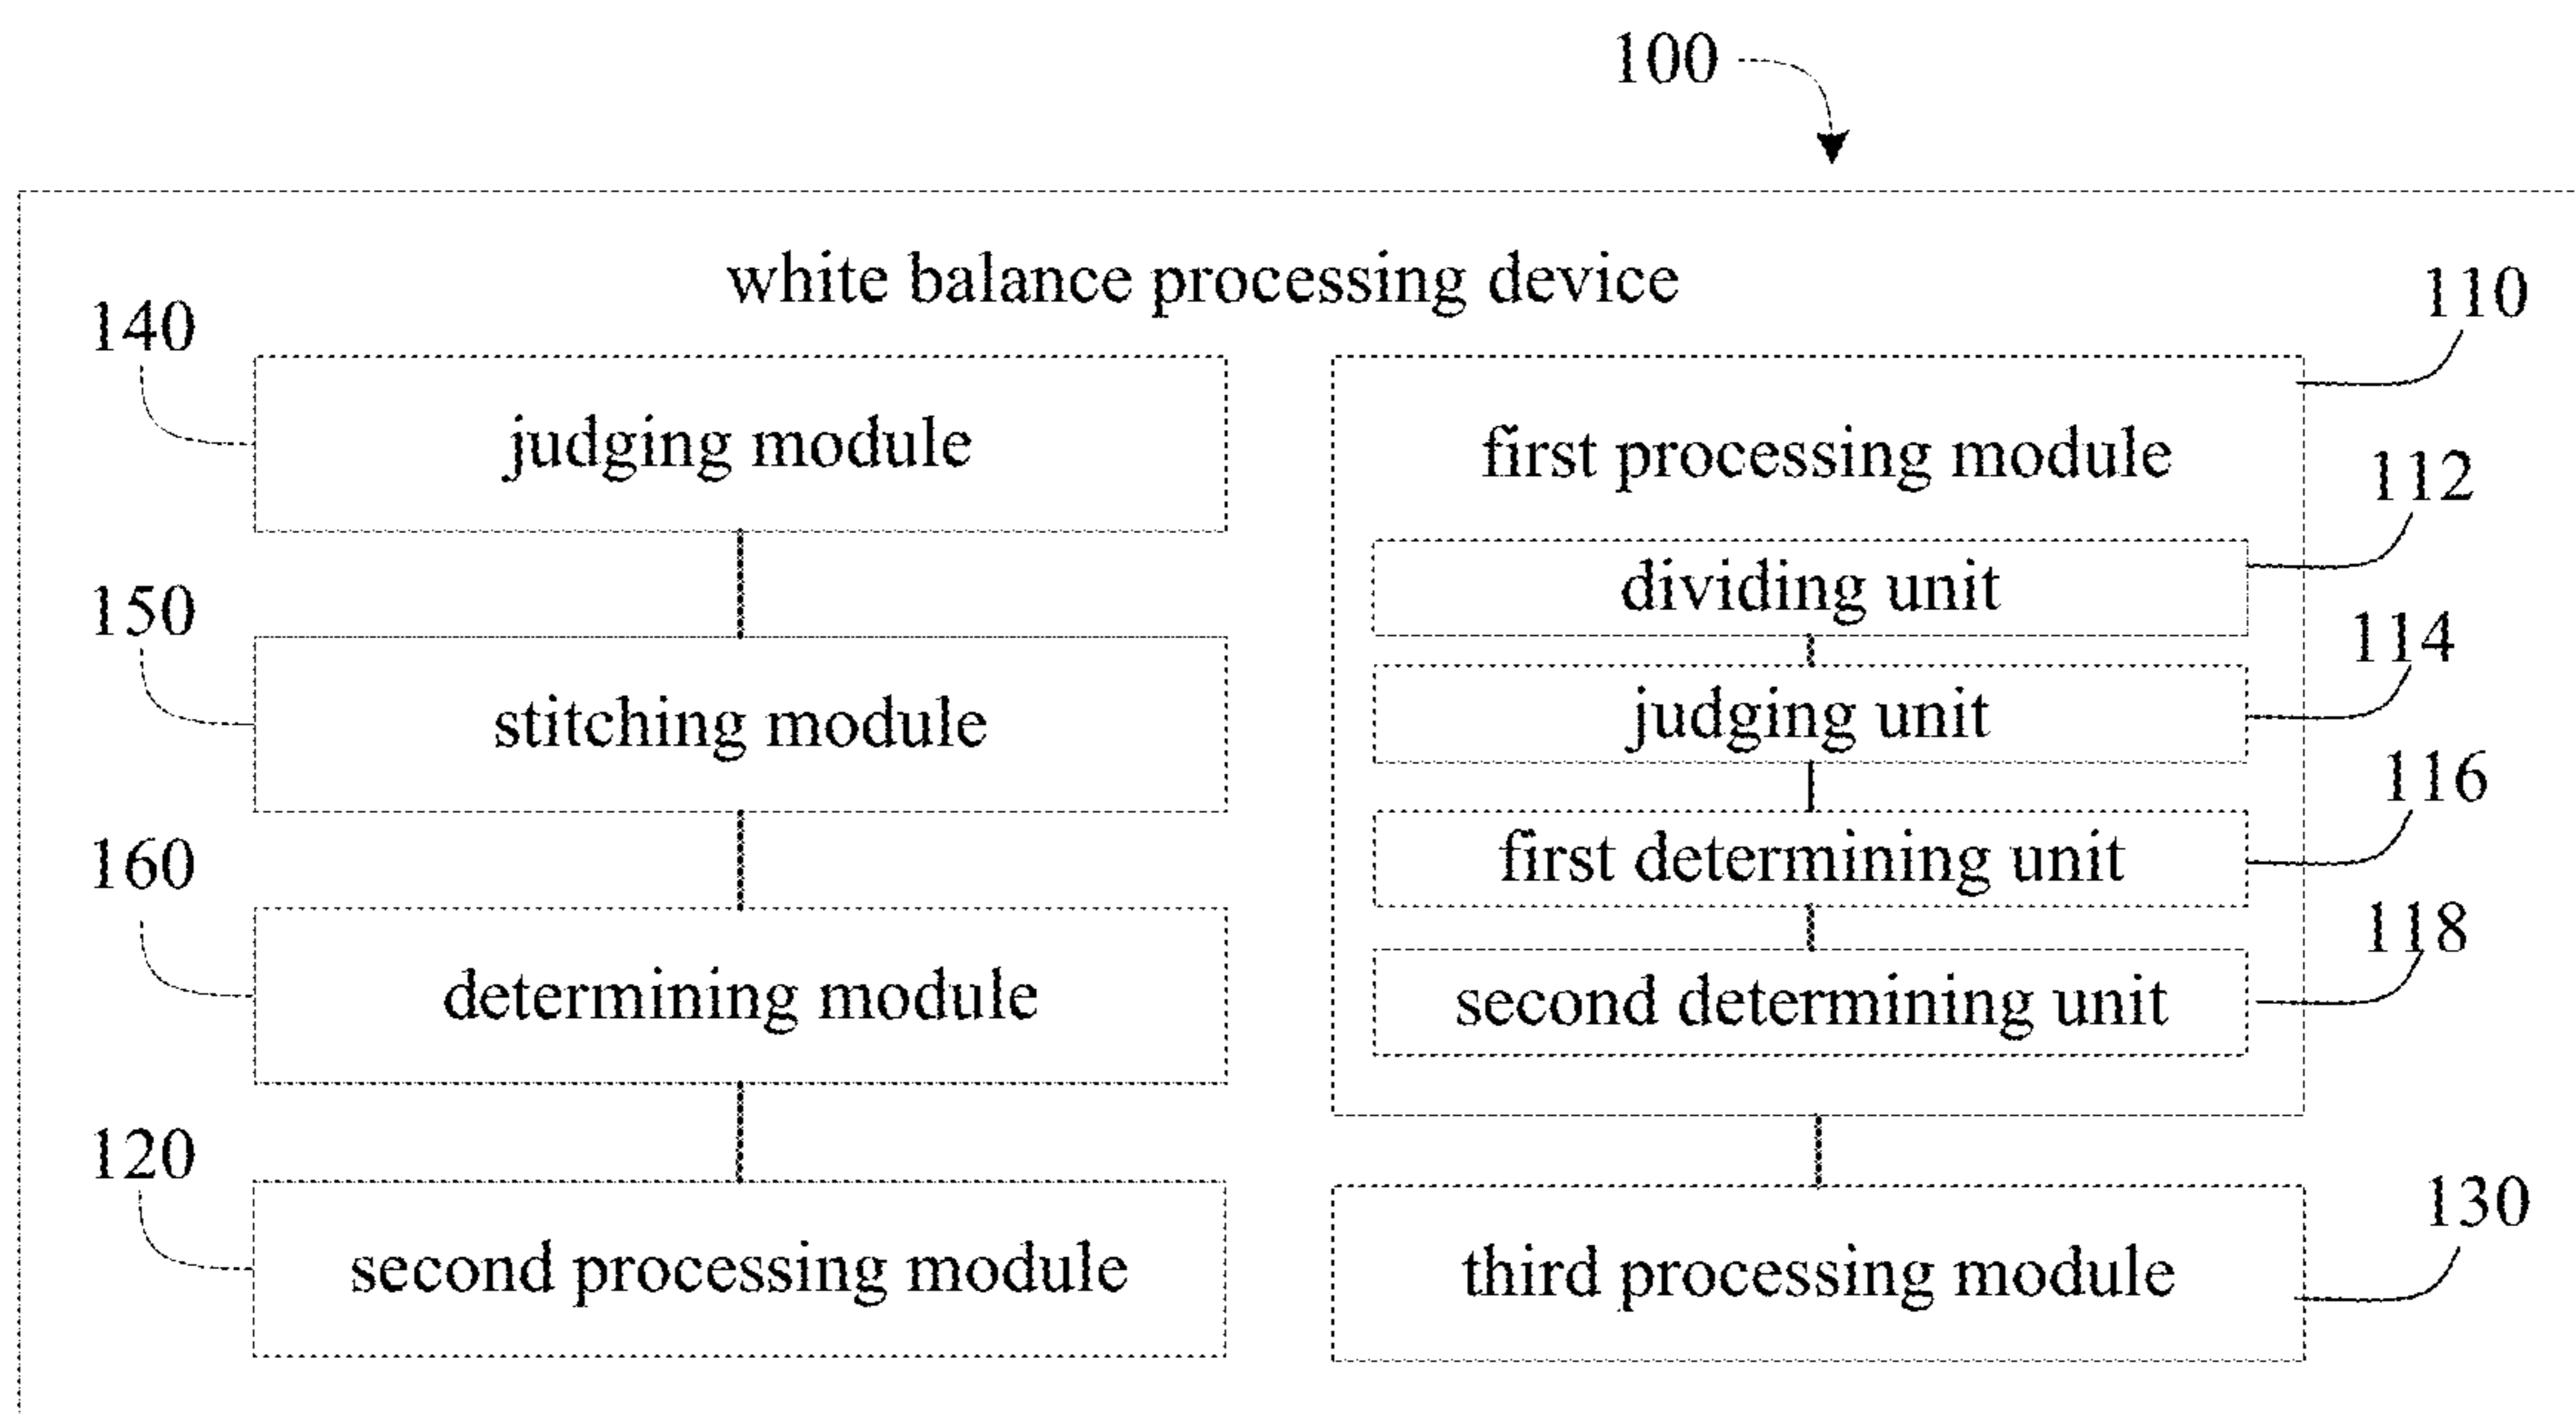 100
white balance processing device
110
140
judging module
first processing module
112
dividing unit
150
114
stitching module
judging unit
116
160
first determining unit
118
determining module
second determining unit
120
130
second processing module
third processing module